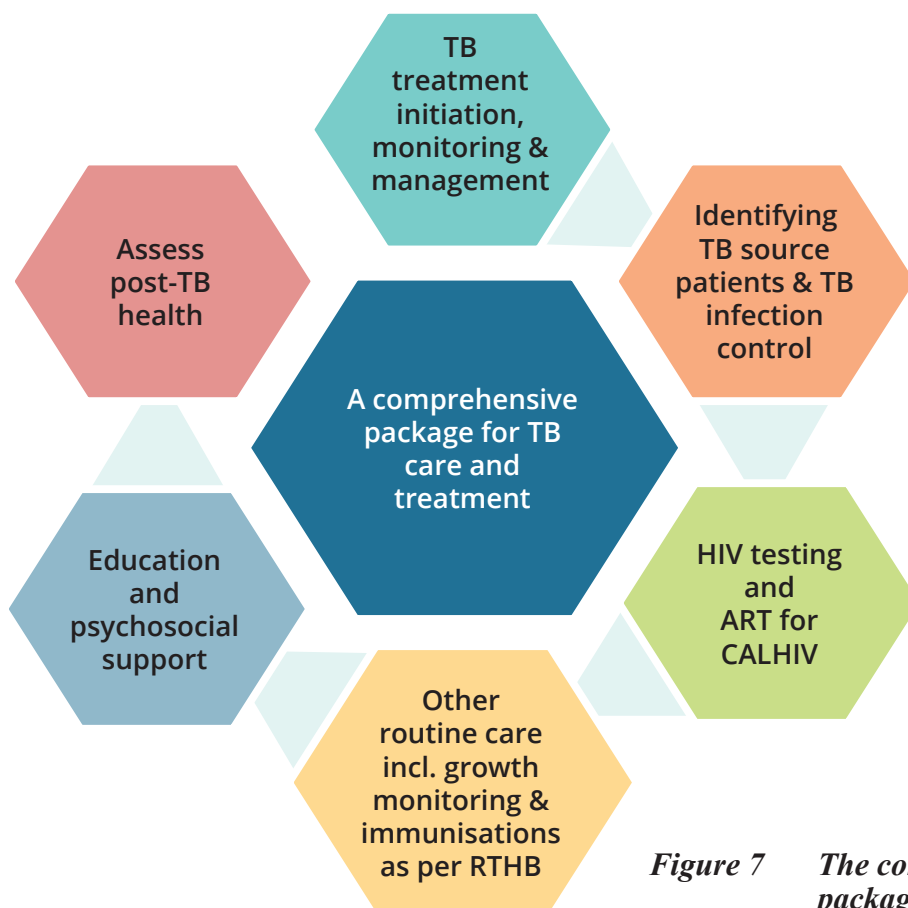 TB
treatment
initiation,
monitoring &
management
Identifying
TB source
patients & TB
infection
control
HIV testing
and
ART for
CALHIV
Other
routine care
incl. growth
monitoring &
immunisations
as per RTHB
Education
and
psychosocial
support
Assess
post-TB
health
A comprehensive
package for TB
care and
treatment
Figure 7 The